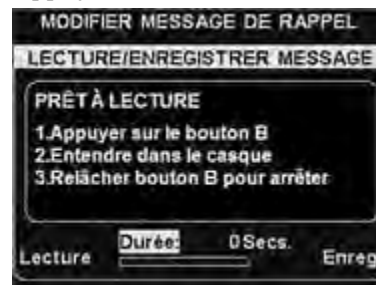 MODIFIER MESSAGE DE RAPPEL
LECTURE/ENREGISTRER MESSAGE
PRÊT À LECTURE
1.Appuyer sur le bouton B
2.Entendre dans le casque
3.Relâcher bouton B pour arrêter
Durée: 0 Secs.
Lecture Enreg